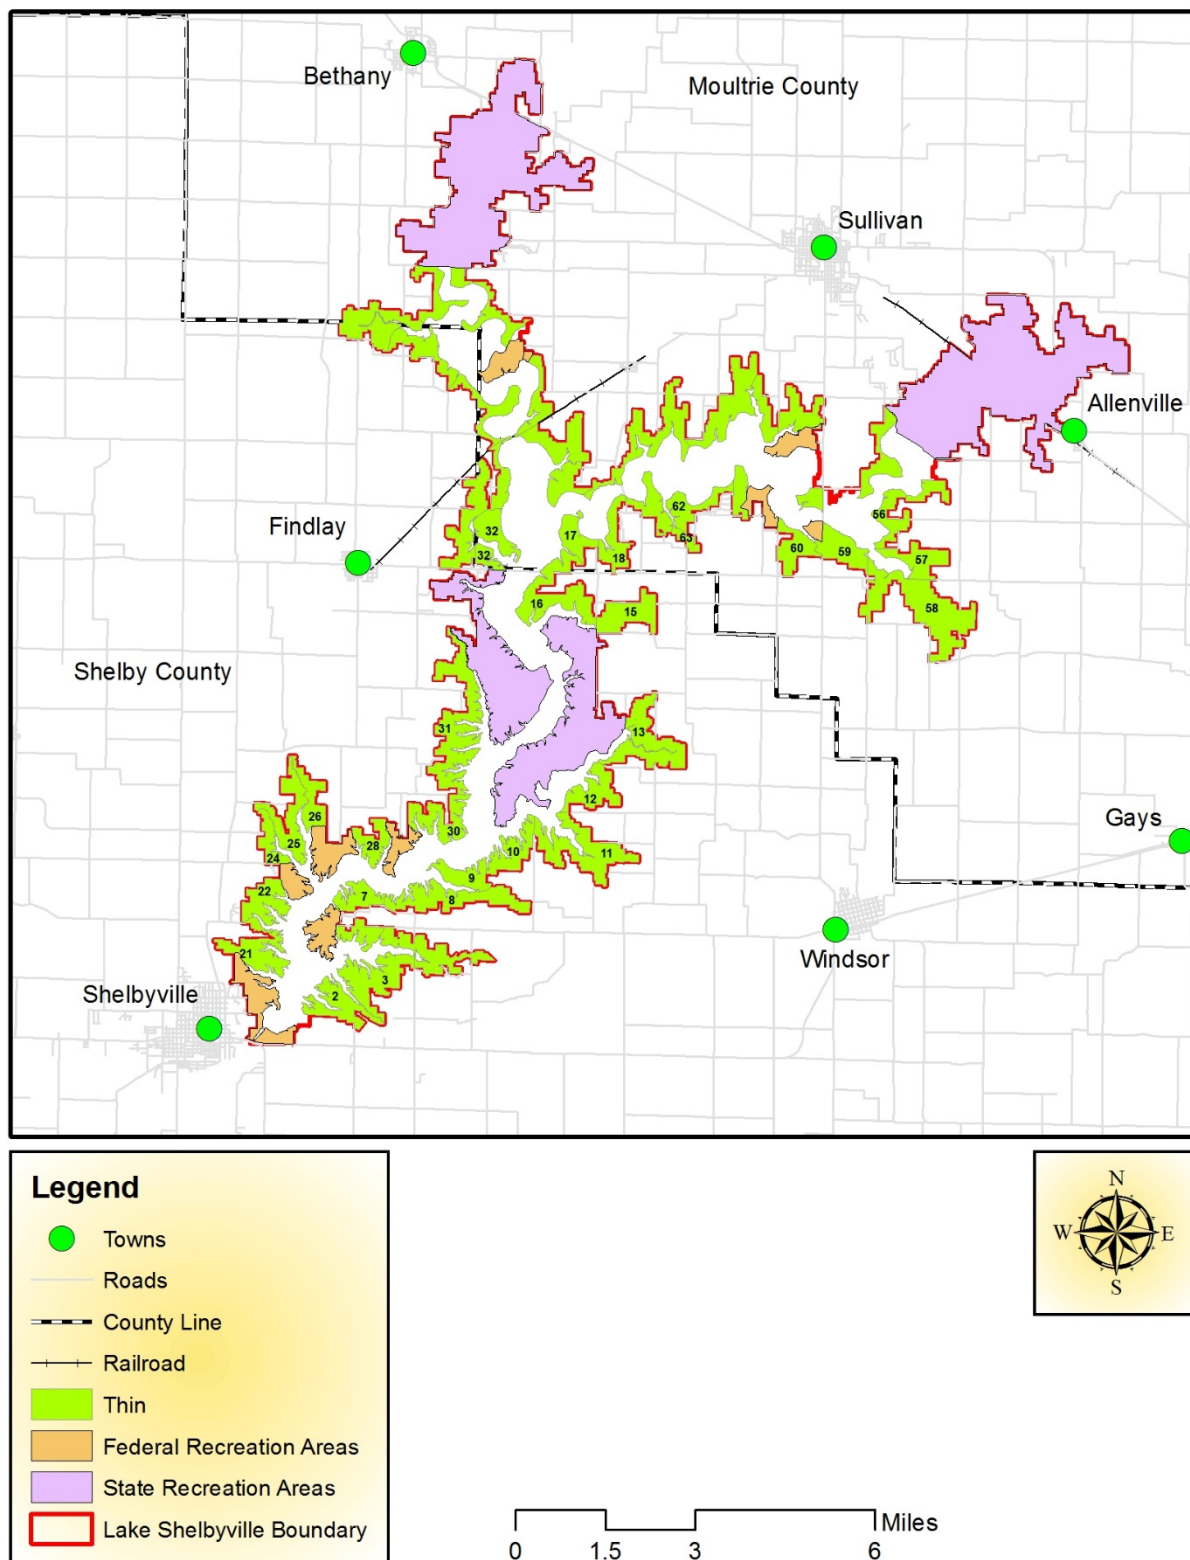 Bethany
Moultrie County
Sullivan
Allenville
Findlay
62
63
17
18
32
32
56
60
59
57
58
16
15
Shelby County
31
13
12
26
25
24
28
30
10
11
Gays
22
7
9
8
21
3
2
Windsor
Shelbyville
Legend
Towns
Roads
County Line
Railroad
Thin
Federal Recreation Areas
State Recreation Areas
Lake Shelbyville Boundary
N
W E
S
Miles
0 1.5 3 6